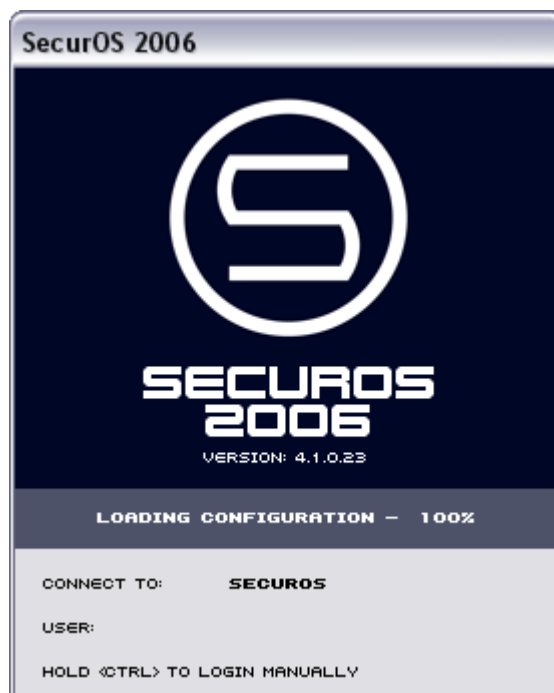 SecurOS 2006
SECUROS
2006
VERSION: 4.1.0.23
LOADING CONFIGURATION - 100%
CONNECT TO: SECUROS
USER:
HOLD <CTRL> TO LOGIN MANUALLY